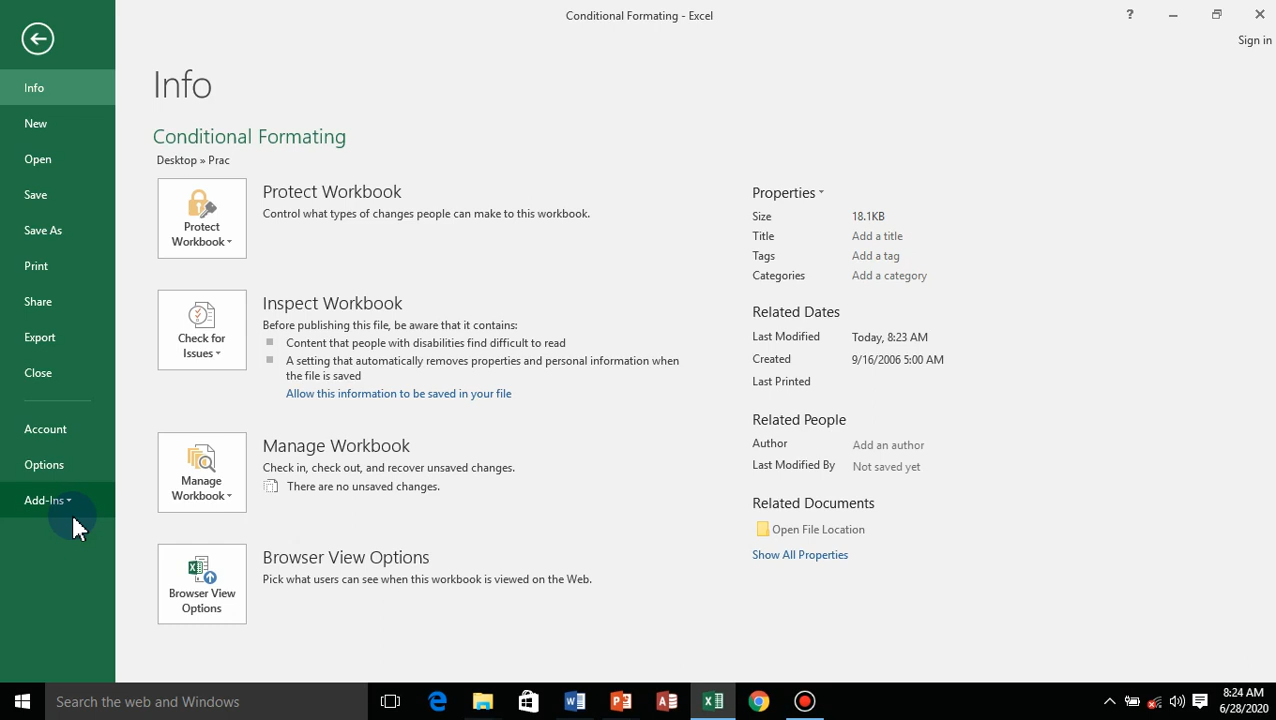 Conditional Formating - Excel
?
Sign in
Info
New
Open
Save
Save As
Print
Share
Export
Close
Account
Options
Add-Ins
Info
Conditional Formating
Desktop » Prac
Protect Workbook
Protect Workbook
Control what types of changes people can make to this workbook.
Check for Issues
Inspect Workbook
Before publishing this file, be aware that it contains:
Content that people with disabilities find difficult to read
A setting that automatically removes properties and personal information when
the file is saved
Allow this information to be saved in your file
Manage Workbook
Manage Workbook
Check in, check out, and recover unsaved changes.
There are no unsaved changes.
Browser View Options
Browser View Options
Pick what users can see when this workbook is viewed on the Web.
Properties
Size 18.1KB
Title Add a title
Tags Add a tag
Categories Add a category
Related Dates
Last Modified Today, 8:23 AM
Created 9/16/2006 5:00 AM
Last Printed
Related People
Author Add an author
Last Modified By Not saved yet
Related Documents
Open File Location
Show All Properties
Search the web and Windows
8:24 AM
6/28/2020